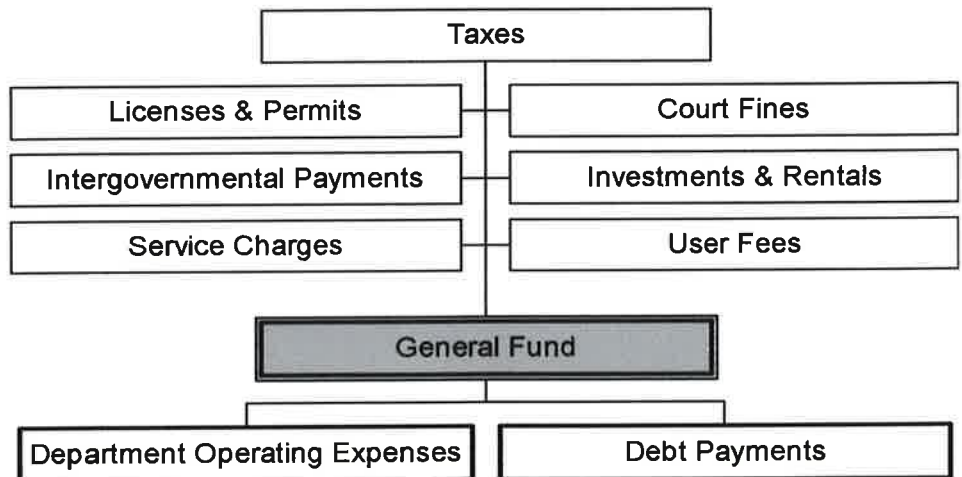 Taxes
Licenses & Permits
Court Fines
Intergovernmental Payments
Investments & Rentals
Service Charges
User Fees
General Fund
Department Operating Expenses
Debt Payments